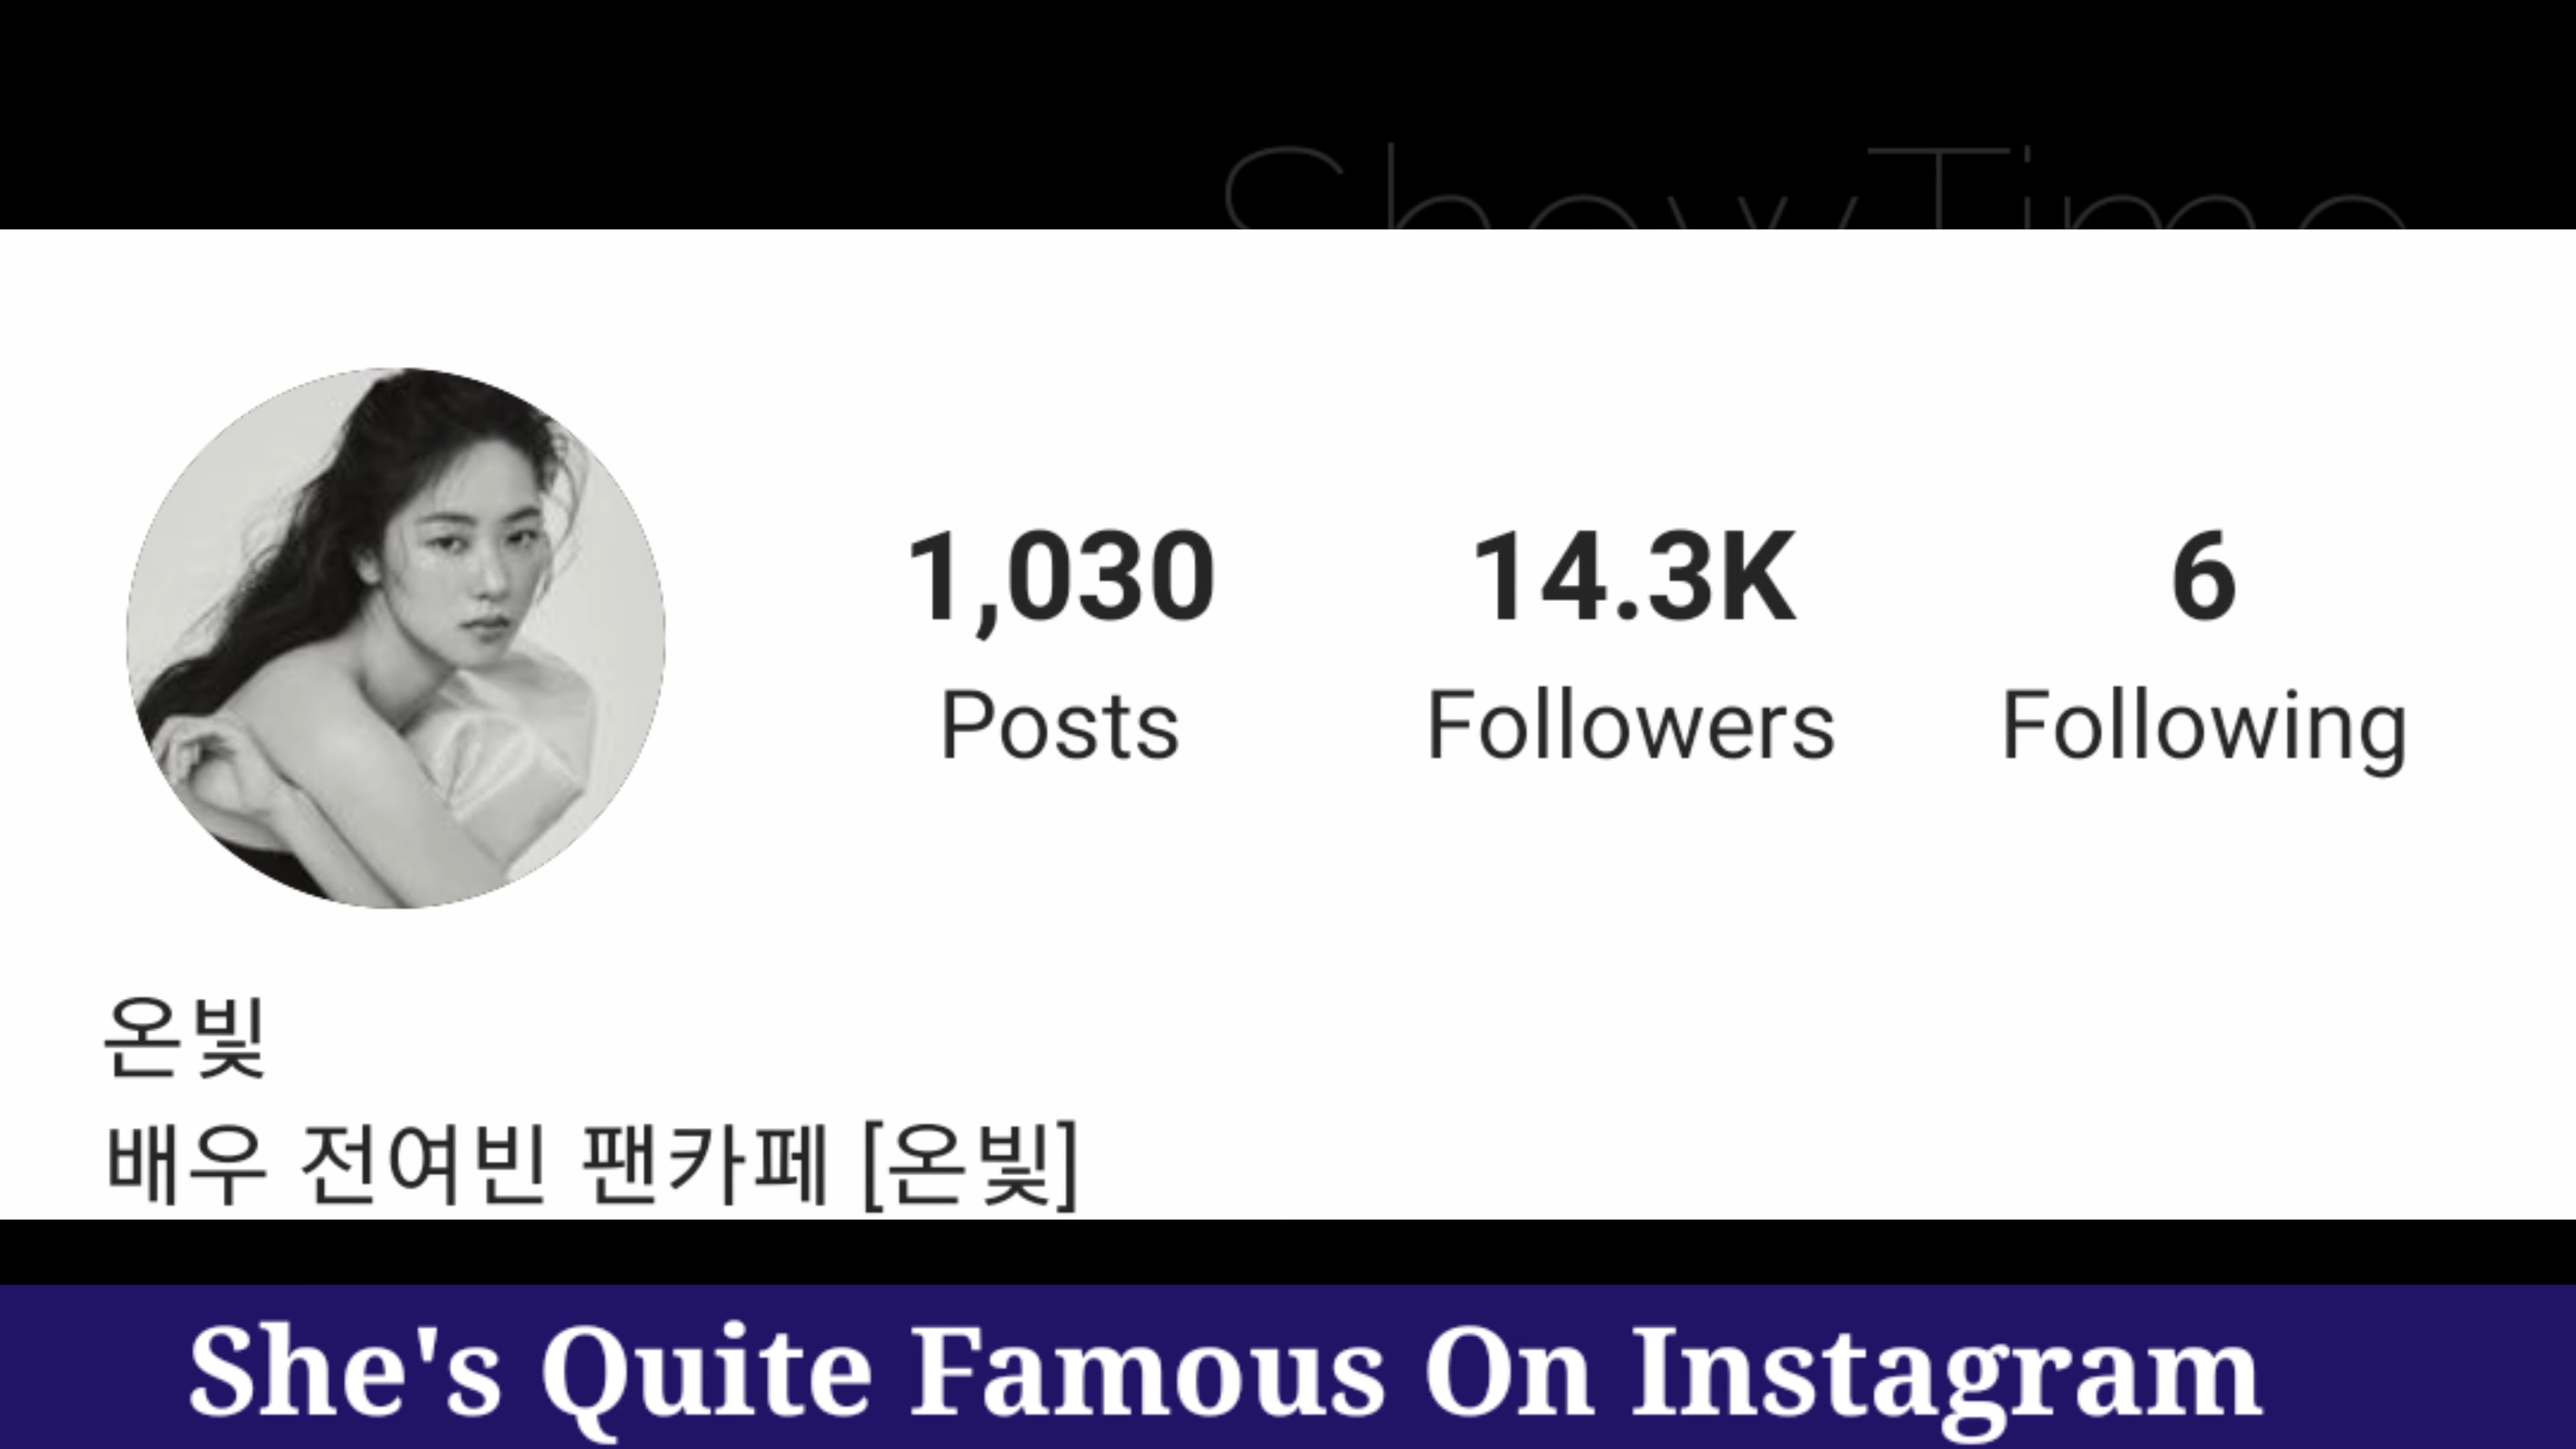 ShowTime
1,030 14.3K 6
Posts Followers Following
온빛
배우 전여빈 팬카페 [온빛]
She's Quite Famous On Instagram